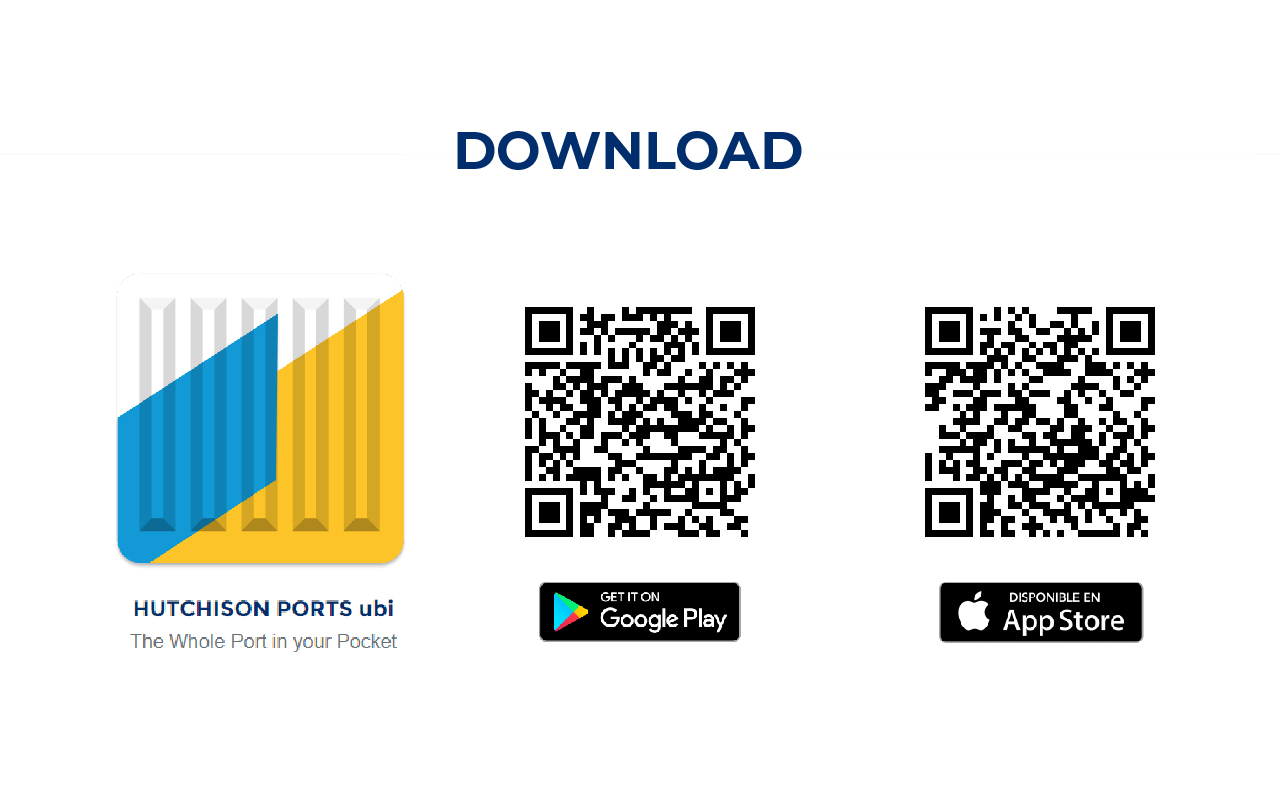 DOWNLOAD
HUTCHISON PORTS ubi
The Whole Port in your Pocket
GET IT ON
Google Play
DISPONIBLE EN
App Store